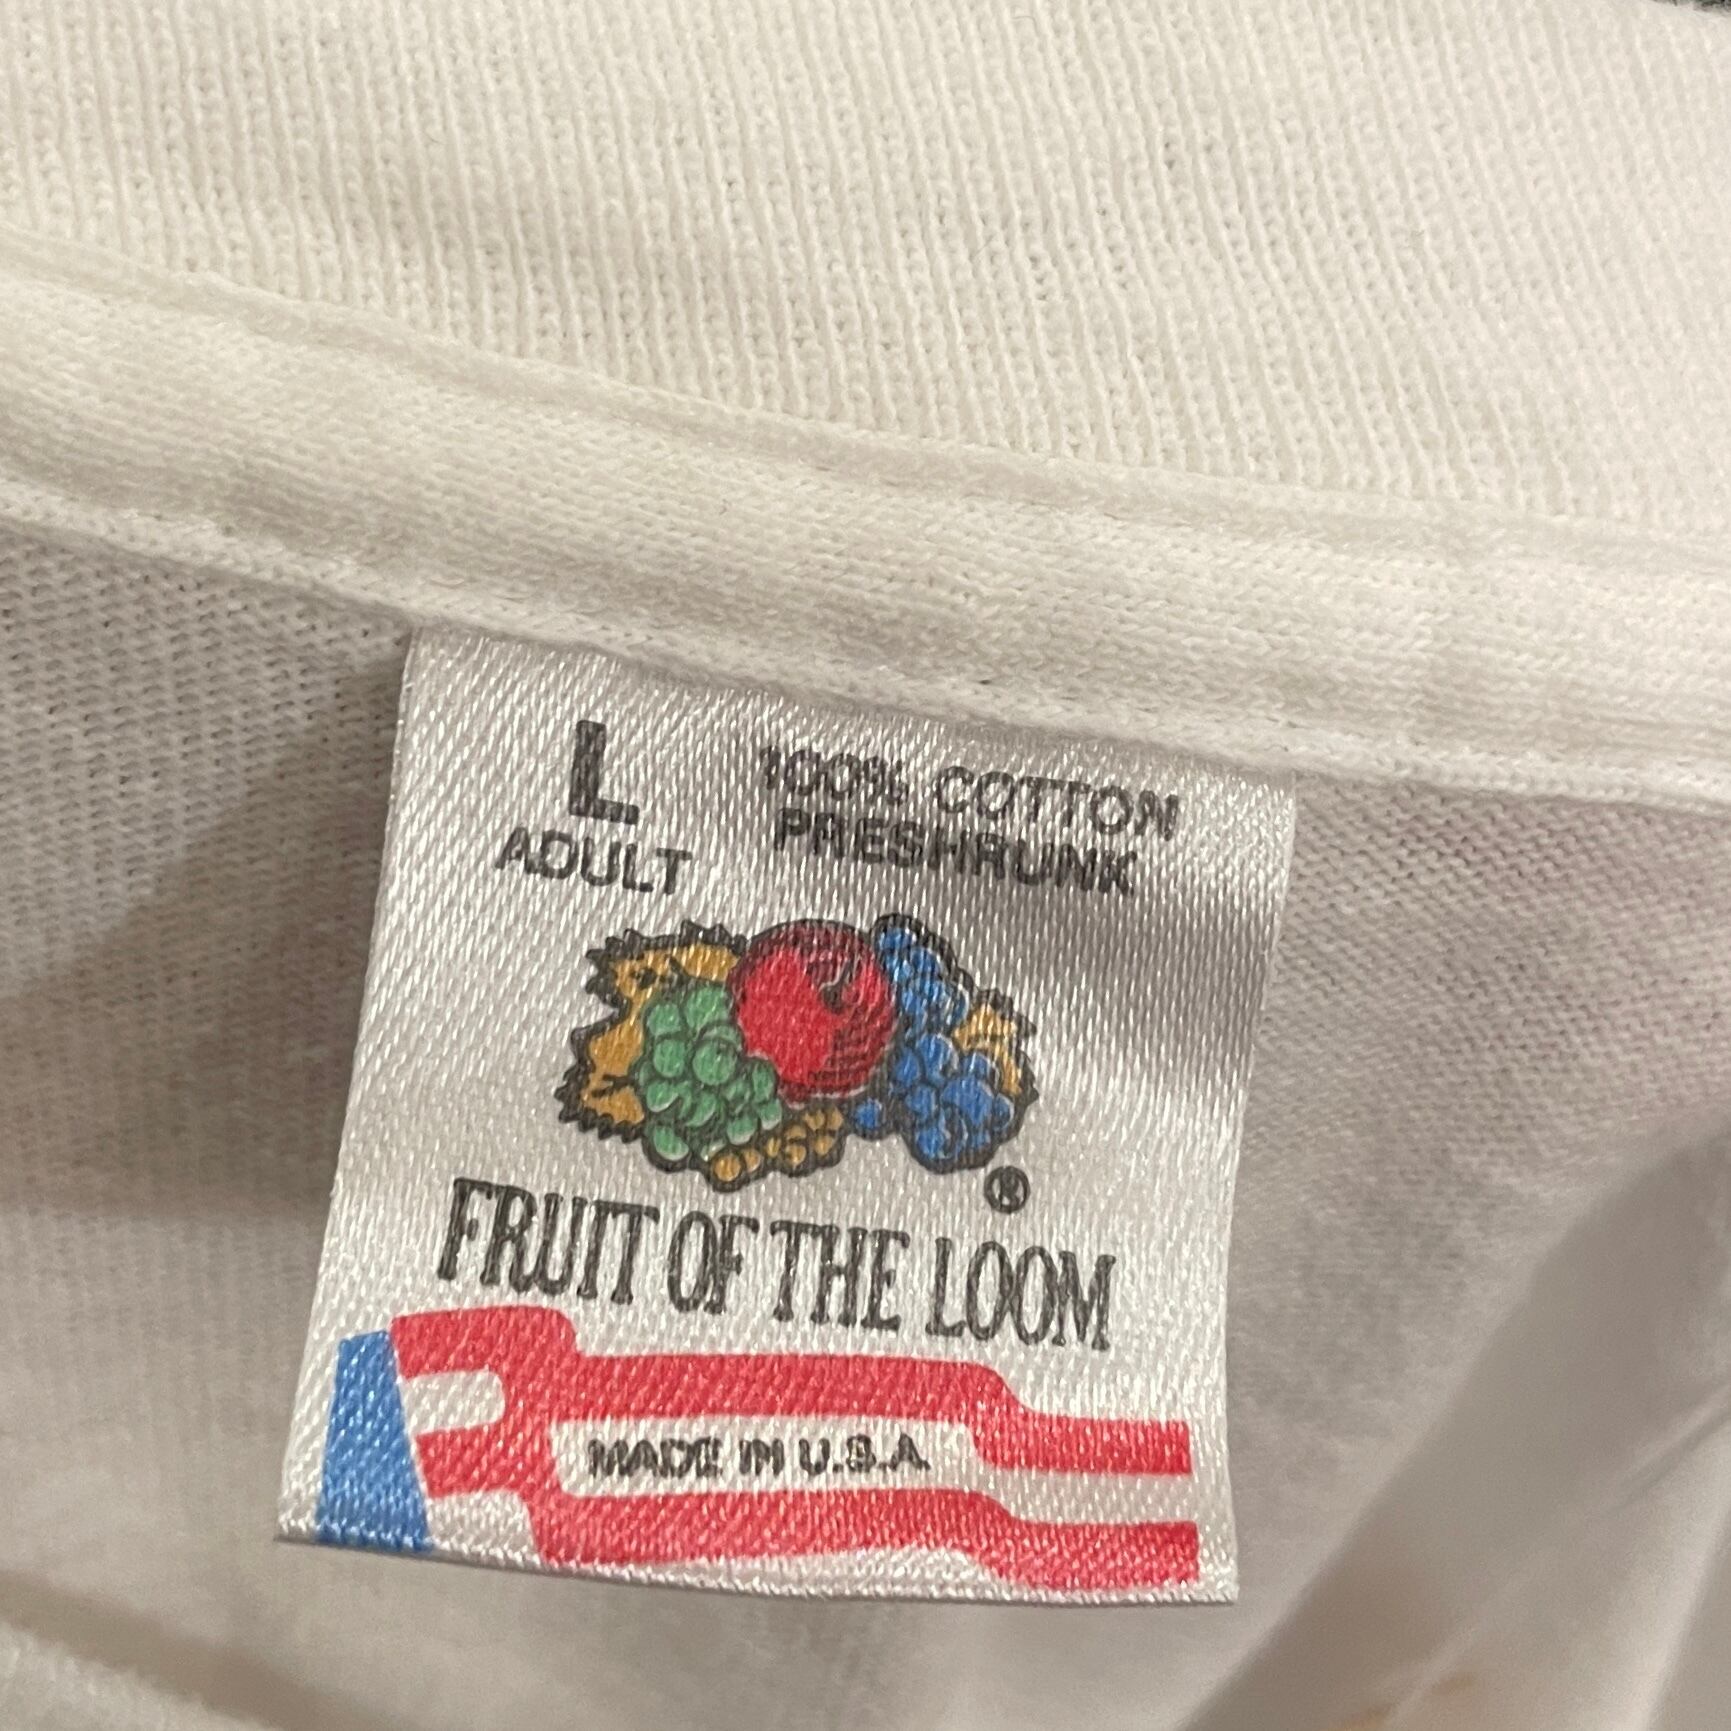 L
ADULT
100% COTTON
PRESHRUNK
®
FRUIT OF THE LOOM
MADE IN U.S.A.